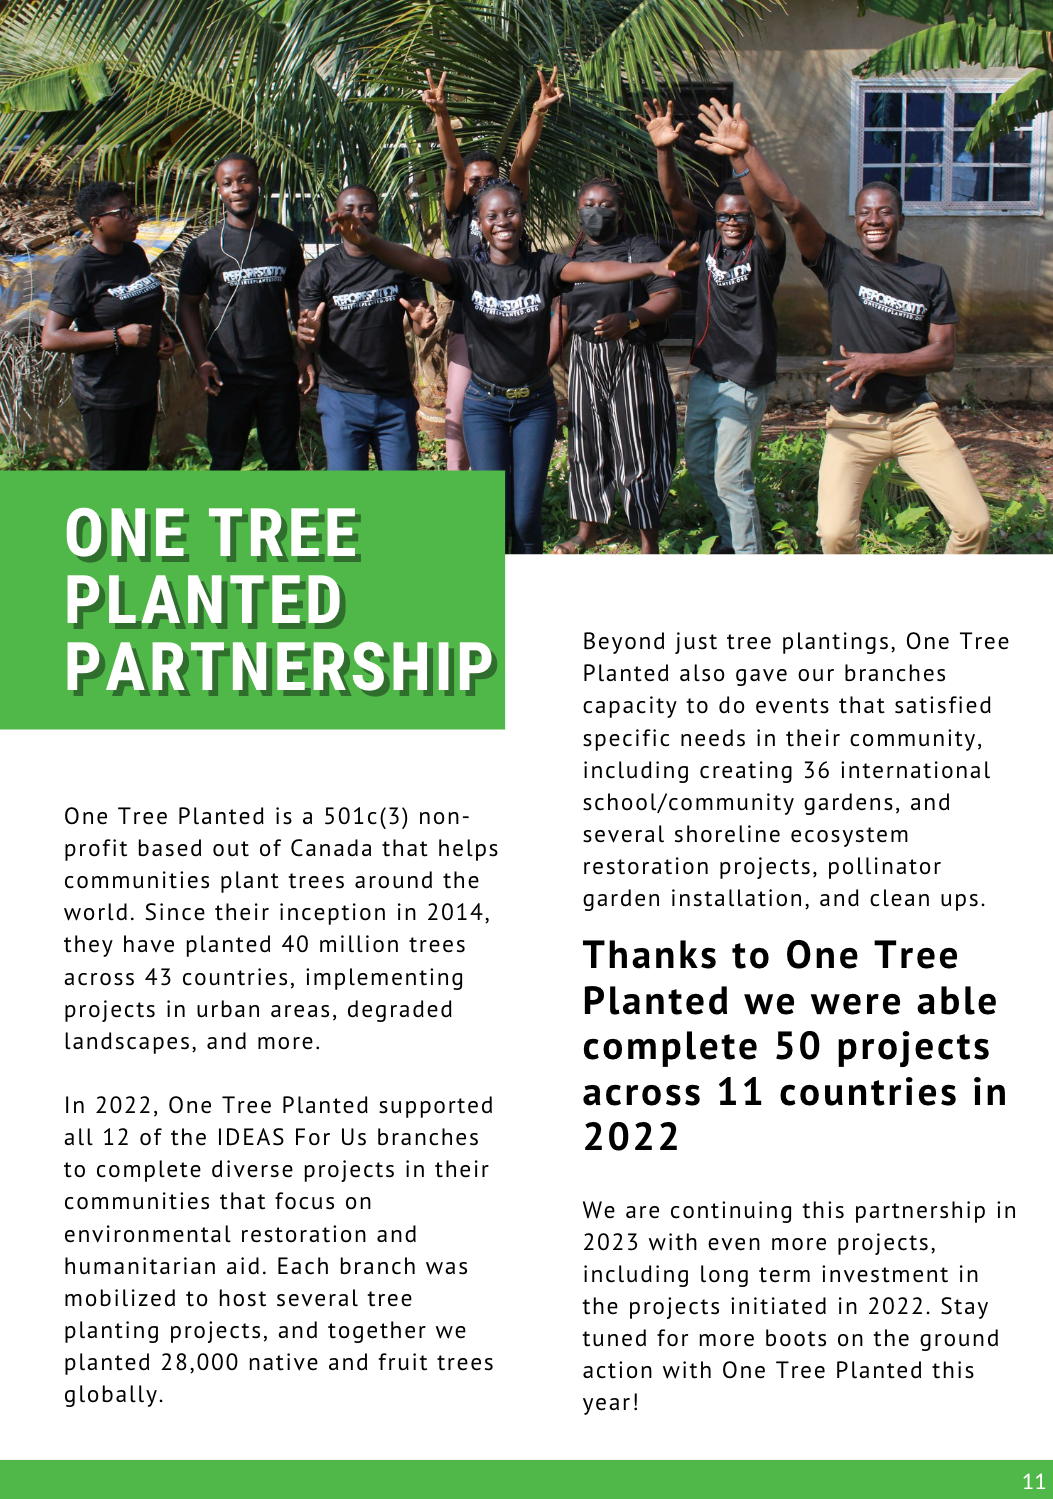 REFORESTATION
ONETREEPLANTED.ORG
ONE TREE
PLANTED
PARTNERSHIP
One Tree Planted is a 501c(3) non-
profit based out of Canada that helps
communities plant trees around the
world. Since their inception in 2014,
they have planted 40 million trees
across 43 countries, implementing
projects in urban areas, degraded
landscapes, and more.
In 2022, One Tree Planted supported
all 12 of the IDEAS For Us branches
to complete diverse projects in their
communities that focus on
environmental restoration and
humanitarian aid. Each branch was
mobilized to host several tree
planting projects, and together we
planted 28,000 native and fruit trees
globally.
Beyond just tree plantings, One Tree
Planted also gave our branches
capacity to do events that satisfied
specific needs in their community,
including creating 36 international
school/community gardens, and
several shoreline ecosystem
restoration projects, pollinator
garden installation, and clean ups.
Thanks to One Tree
Planted we were able
complete 50 projects
across 11 countries in
2022
We are continuing this partnership in
2023 with even more projects,
including long term investment in
the projects initiated in 2022. Stay
tuned for more boots on the ground
action with One Tree Planted this
year!
11